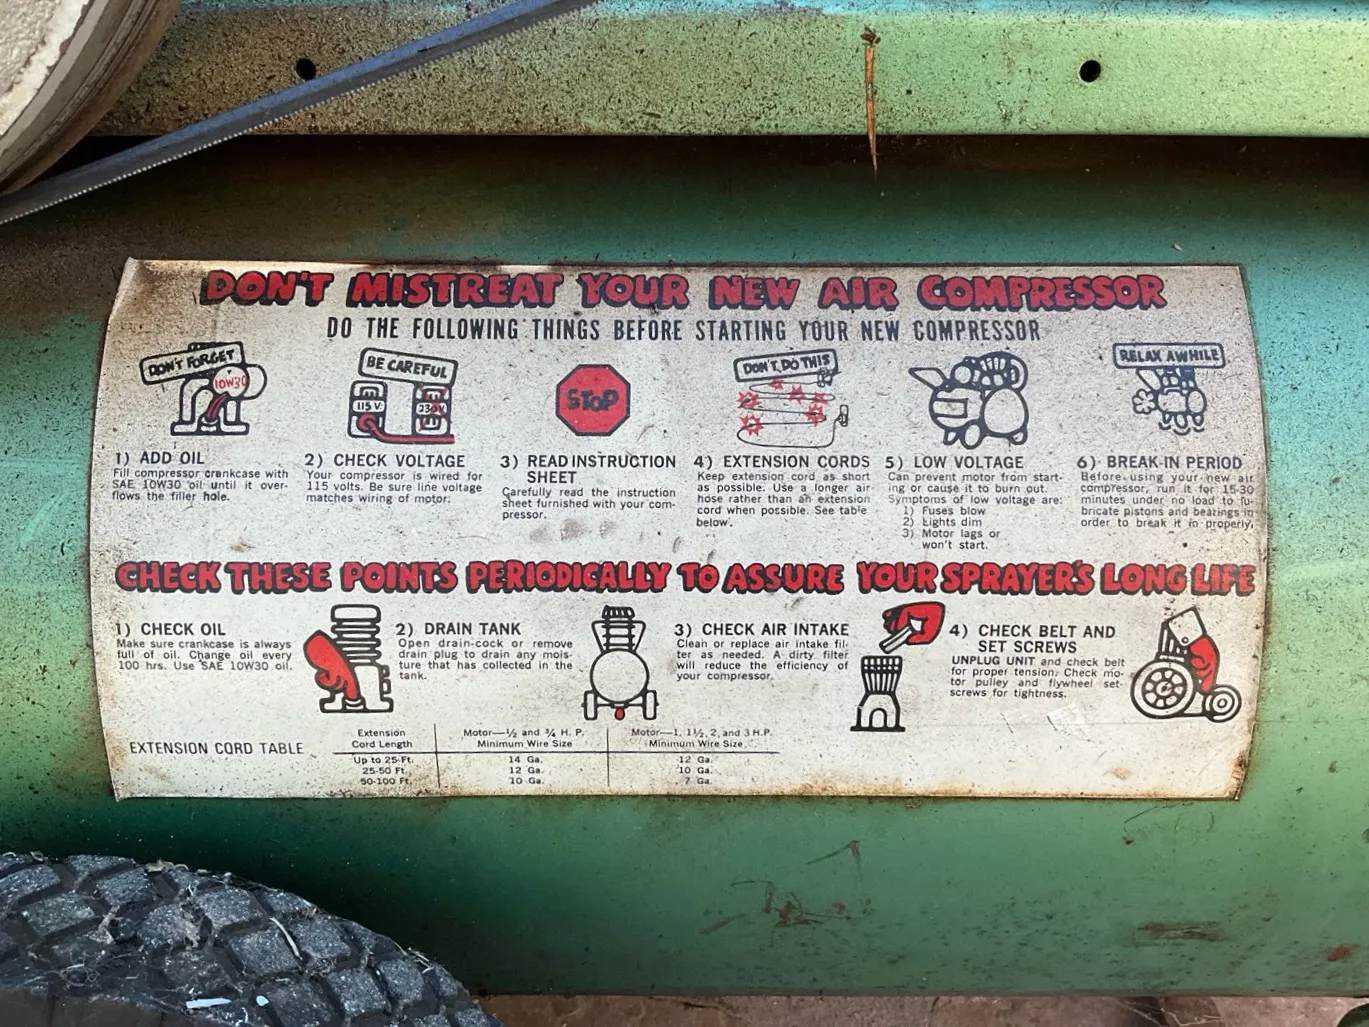 DON'T MISTREAT YOUR NEW AIR COMPRESSOR
DO THE FOLLOWING THINGS BEFORE STARTING YOUR NEW COMPRESSOR
DON'T FORGET
10W30
1) ADD OIL
Fill compressor crankcase with
SAE 10W30 oil until it over-
flows the filler hole.
BE CAREFUL
115 V.
230V
2) CHECK VOLTAGE
Your compressor is wired for
115 volts. Be sure line voltage
matches wiring of motor.
STOP
3) READ INSTRUCTION
SHEET
Carefully read the instruction
sheet furnished with your com-
pressor.
DON'T DO THIS
4) EXTENSION CORDS
Keep extension cord as short
as possible. Use a longer air
hose rather than an extension
cord when possible. See table
below.
5) LOW VOLTAGE
Can prevent motor from start-
ing or cause it to burn out.
Symptoms of low voltage are:
1) Fuses blow
2) Lights dim
3) Motor lags or
won't start.
RELAX AWHILE
6) BREAK-IN PERIOD
Before using your new air
compressor, run it for 15-30
minutes under no load to lu-
bricate pistons and bearings in
order to break it in properly.
CHECK THESE POINTS PERIODICALLY TO ASSURE YOUR SPRAYER'S LONG LIFE
1) CHECK OIL
Make sure crankcase is always
full of oil. Change oil every
100 hrs. Use SAE 10W30 oil.
2) DRAIN TANK
Open drain-cock or remove
drain plug to drain any mois-
ture that has collected in the
tank.
3) CHECK AIR INTAKE
Clean or replace air intake fil-
ter as needed. A dirty filter
will reduce the efficiency of
your compressor.
4) CHECK BELT AND
SET SCREWS
UNPLUG UNIT and check belt
for proper tension. Check mo-
tor pulley and flywheel set-
screws for tightness.
EXTENSION CORD TABLE
Extension Motor—½ and ¾ H. P. Motor—1, 1½, 2, and 3 H.P.
Cord Length Minimum Wire Size Minimum Wire Size
Up to 25 Ft. 14 Ga. 12 Ga.
25-50 Ft. 12 Ga. 10 Ga.
50-100 Ft. 10 Ga. 7 Ga.